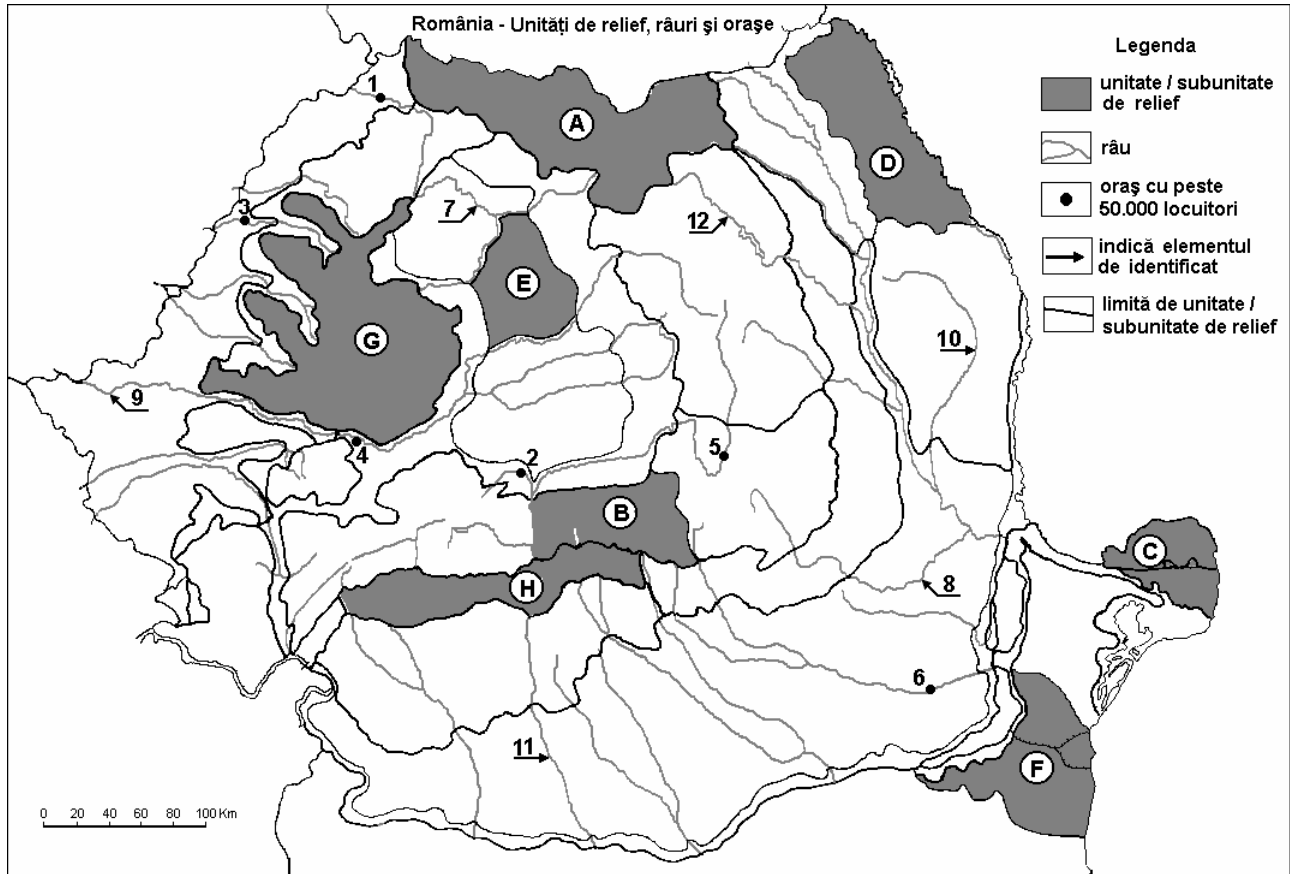 România - Unități de relief, râuri și orașe
Legenda
unitate / subunitate
de relief
râu
oraş cu peste
50.000 locuitori
indică elementul
de identificat
limită de unitate /
subunitate de relief
1
A
D
3
7
12
E
G
10
9
4
2
5
B
C
H
8
6
11
F
0 20 40 60 80 100 Km